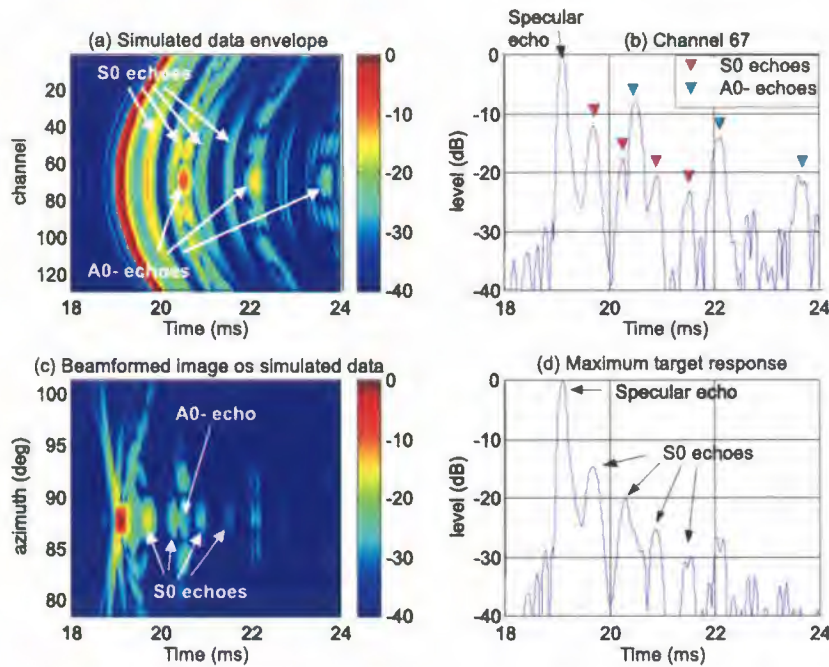 (a) Simulated data envelope
S0 echoes
A0- echoes
channel
20
40
60
80
100
120
18 20 22 24
Time (ms)
0
-10
-20
-30
-40
Specular
echo
(b) Channel 67
S0 echoes
A0- echoes
level (dB)
0
-10
-20
-30
-40
18 20 22 24
Time (ms)
(c) Beamformed image os simulated data
A0- echo
S0 echoes
azimuth (deg)
100
95
90
85
80
18 20 22 24
Time (ms)
0
-10
-20
-30
-40
(d) Maximum target response
Specular echo
S0 echoes
level (dB)
0
-10
-20
-30
-40
18 20 22 24
Time (ms)